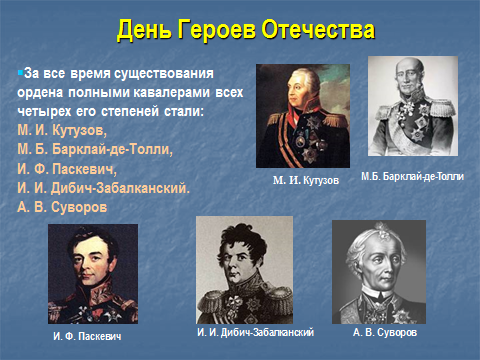 День Героев Отечества
За все время существования
ордена полными кавалерами всех
четырех его степеней стали:
М. И. Кутузов,
М. Б. Барклай-де-Толли,
И. Ф. Паскевич,
И. И. Дибич-Забалканский.
А. В. Суворов
М. И. Кутузов
М.Б. Барклай-де-Толли
И. Ф. Паскевич
И. И. Дибич-Забалканский
А. В. Суворов